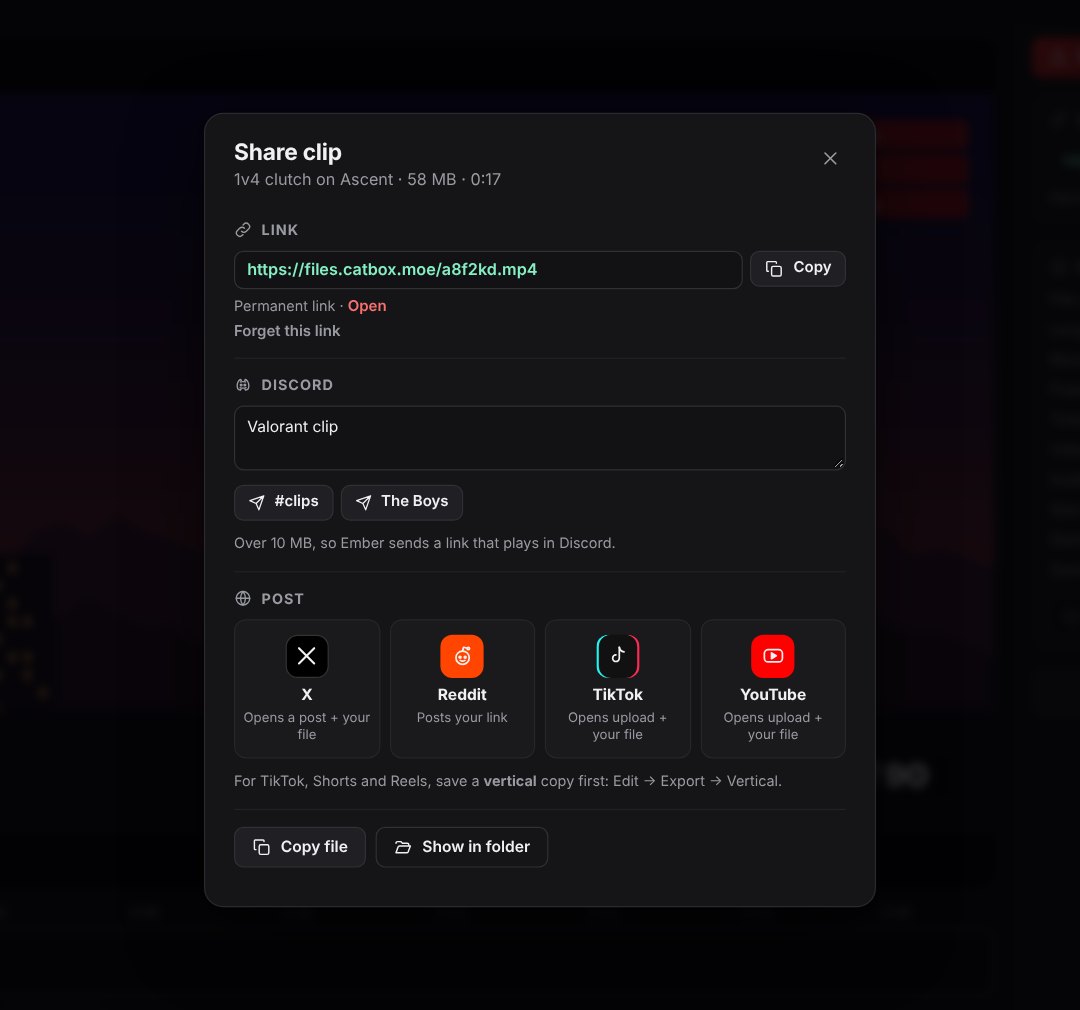 Share clip
1v4 clutch on Ascent · 58 MB · 0:17
LINK
https://files.catbox.moe/a8f2kd.mp4
Copy
Permanent link · Open
Forget this link
DISCORD
Valorant clip
#clips
The Boys
Over 10 MB, so Ember sends a link that plays in Discord.
POST
X
Opens a post + your
file
Reddit
Posts your link
TikTok
Opens upload +
your file
YouTube
Opens upload +
your file
For TikTok, Shorts and Reels, save a vertical copy first: Edit → Export → Vertical.
Copy file
Show in folder
90